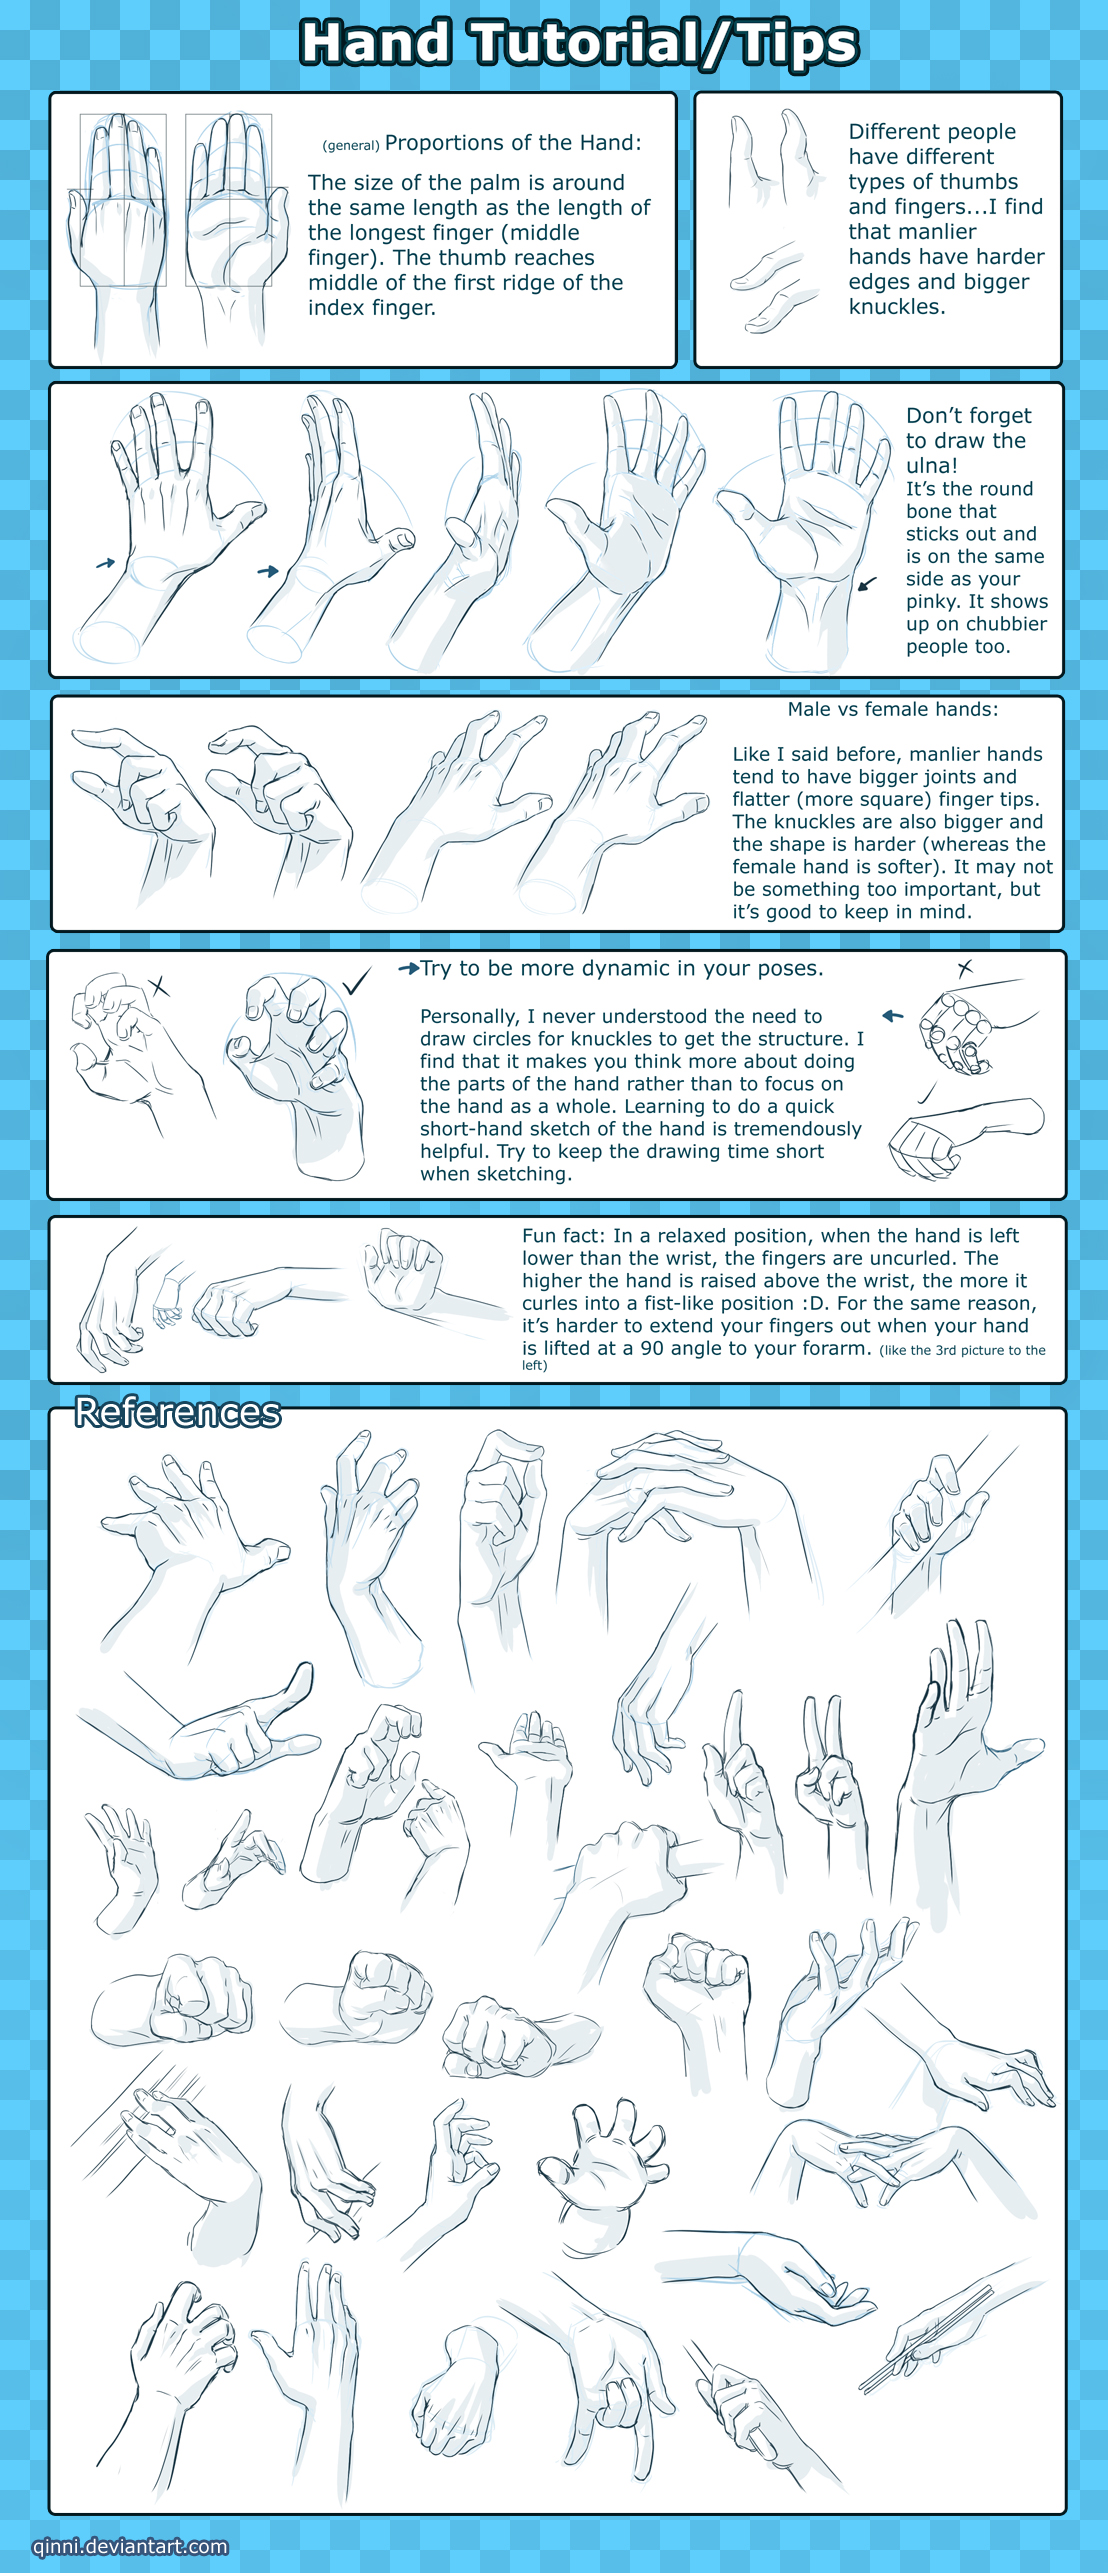 Hand Tutorial/Tips
(general) Proportions of the Hand:
The size of the palm is around
the same length as the length of
the longest finger (middle
finger). The thumb reaches
middle of the first ridge of the
index finger.
Different people
have different
types of thumbs
and fingers...I find
that manlier
hands have harder
edges and bigger
knuckles.
Don't forget
to draw the
ulna!
It's the round
bone that
sticks out and
is on the same
side as your
pinky. It shows
up on chubbier
people too.
Male vs female hands:
Like I said before, manlier hands
tend to have bigger joints and
flatter (more square) finger tips.
The knuckles are also bigger and
the shape is harder (whereas the
female hand is softer). It may not
be something too important, but
it's good to keep in mind.
Try to be more dynamic in your poses.
Personally, I never understood the need to
draw circles for knuckles to get the structure. I
find that it makes you think more about doing
the parts of the hand rather than to focus on
the hand as a whole. Learning to do a quick
short-hand sketch of the hand is tremendously
helpful. Try to keep the drawing time short
when sketching.
Fun fact: In a relaxed position, when the hand is left
lower than the wrist, the fingers are uncurled. The
higher the hand is raised above the wrist, the more it
curles into a fist-like position :D. For the same reason,
it's harder to extend your fingers out when your hand
is lifted at a 90 angle to your forarm. (like the 3rd picture to the
left)
References
qinni.deviantart.com